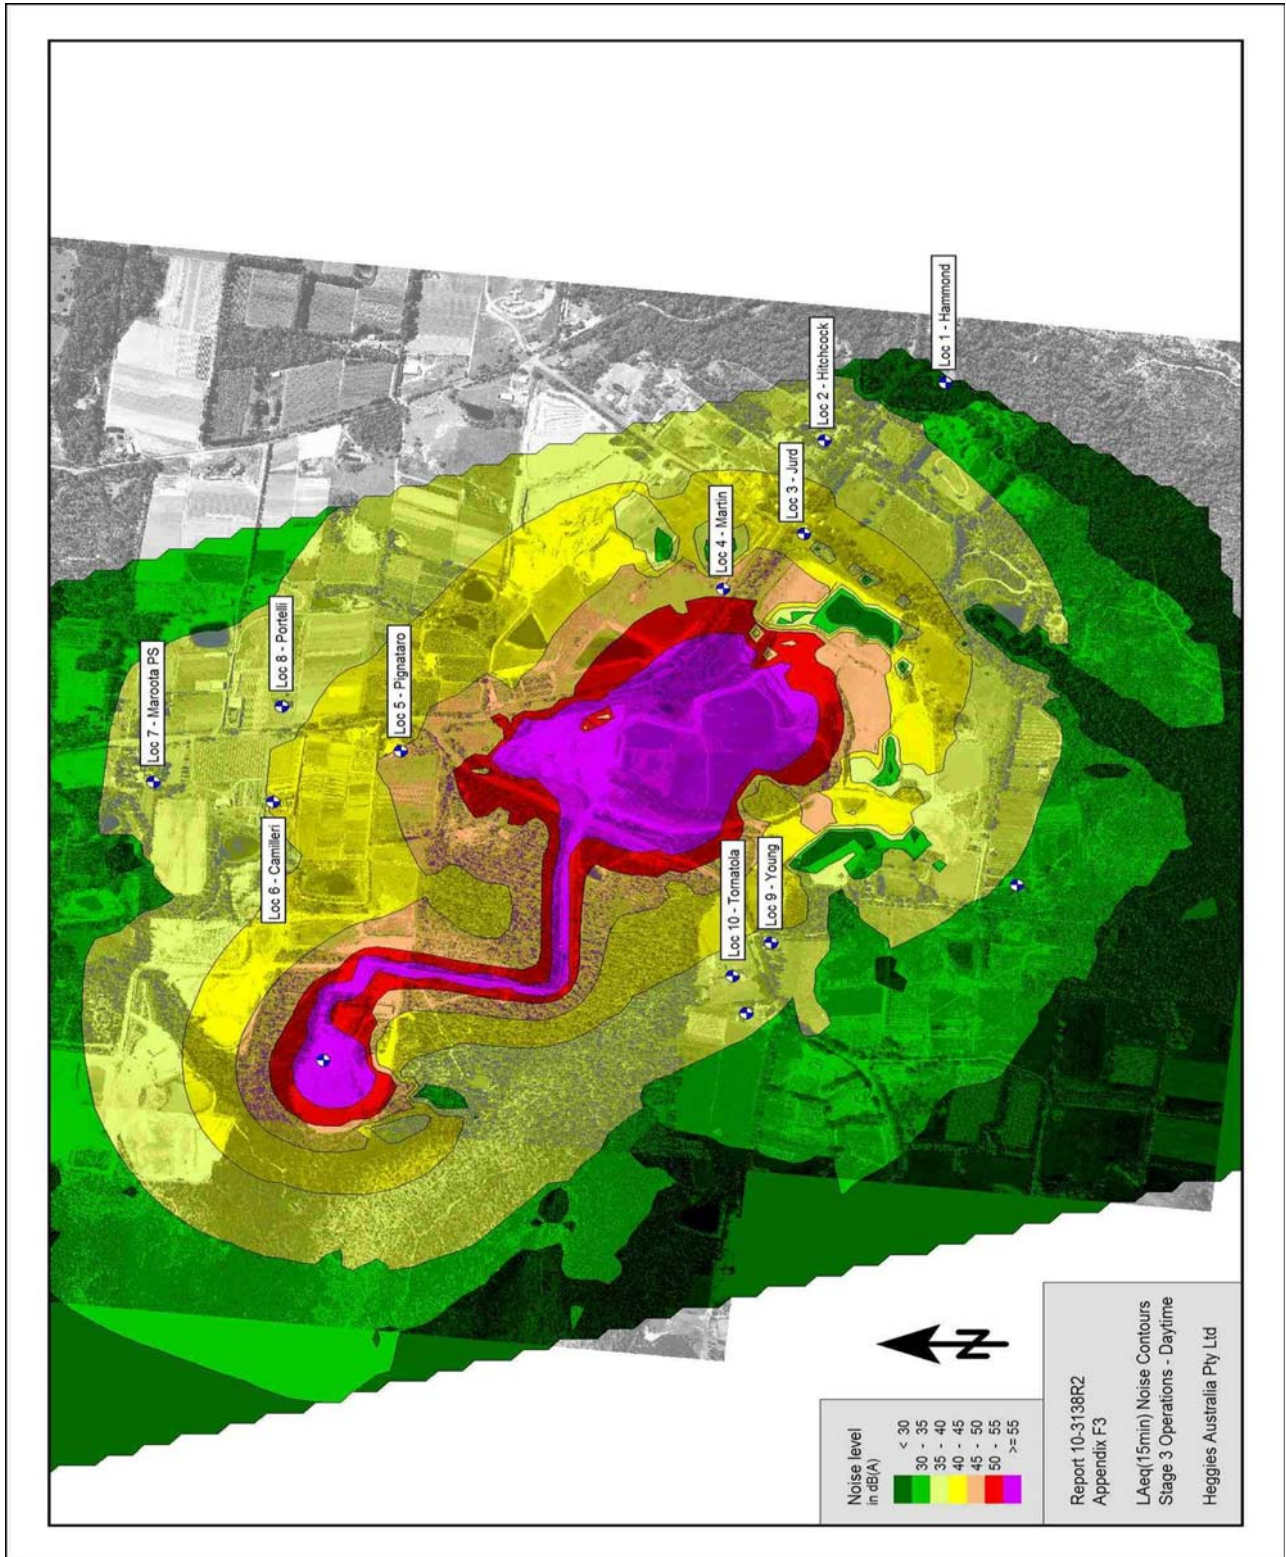 Loc 7 - Maroota PS
Loc 8 - Portelli
Loc 6 - Camilleri
Loc 5 - Pignataro
Loc 4 - Martin
Loc 10 - Tornatola
Loc 9 - Young
Loc 3 - Jurd
Loc 2 - Hitchcock
Loc 1 - Hammond
N
Noise level
in dB(A)
< 30
30 - 35
35 - 40
40 - 45
45 - 50
50 - 55
>= 55
Report 10-3138R2
Appendix F3
LAeq(15min) Noise Contours
Stage 3 Operations - Daytime
Heggies Australia Pty Ltd